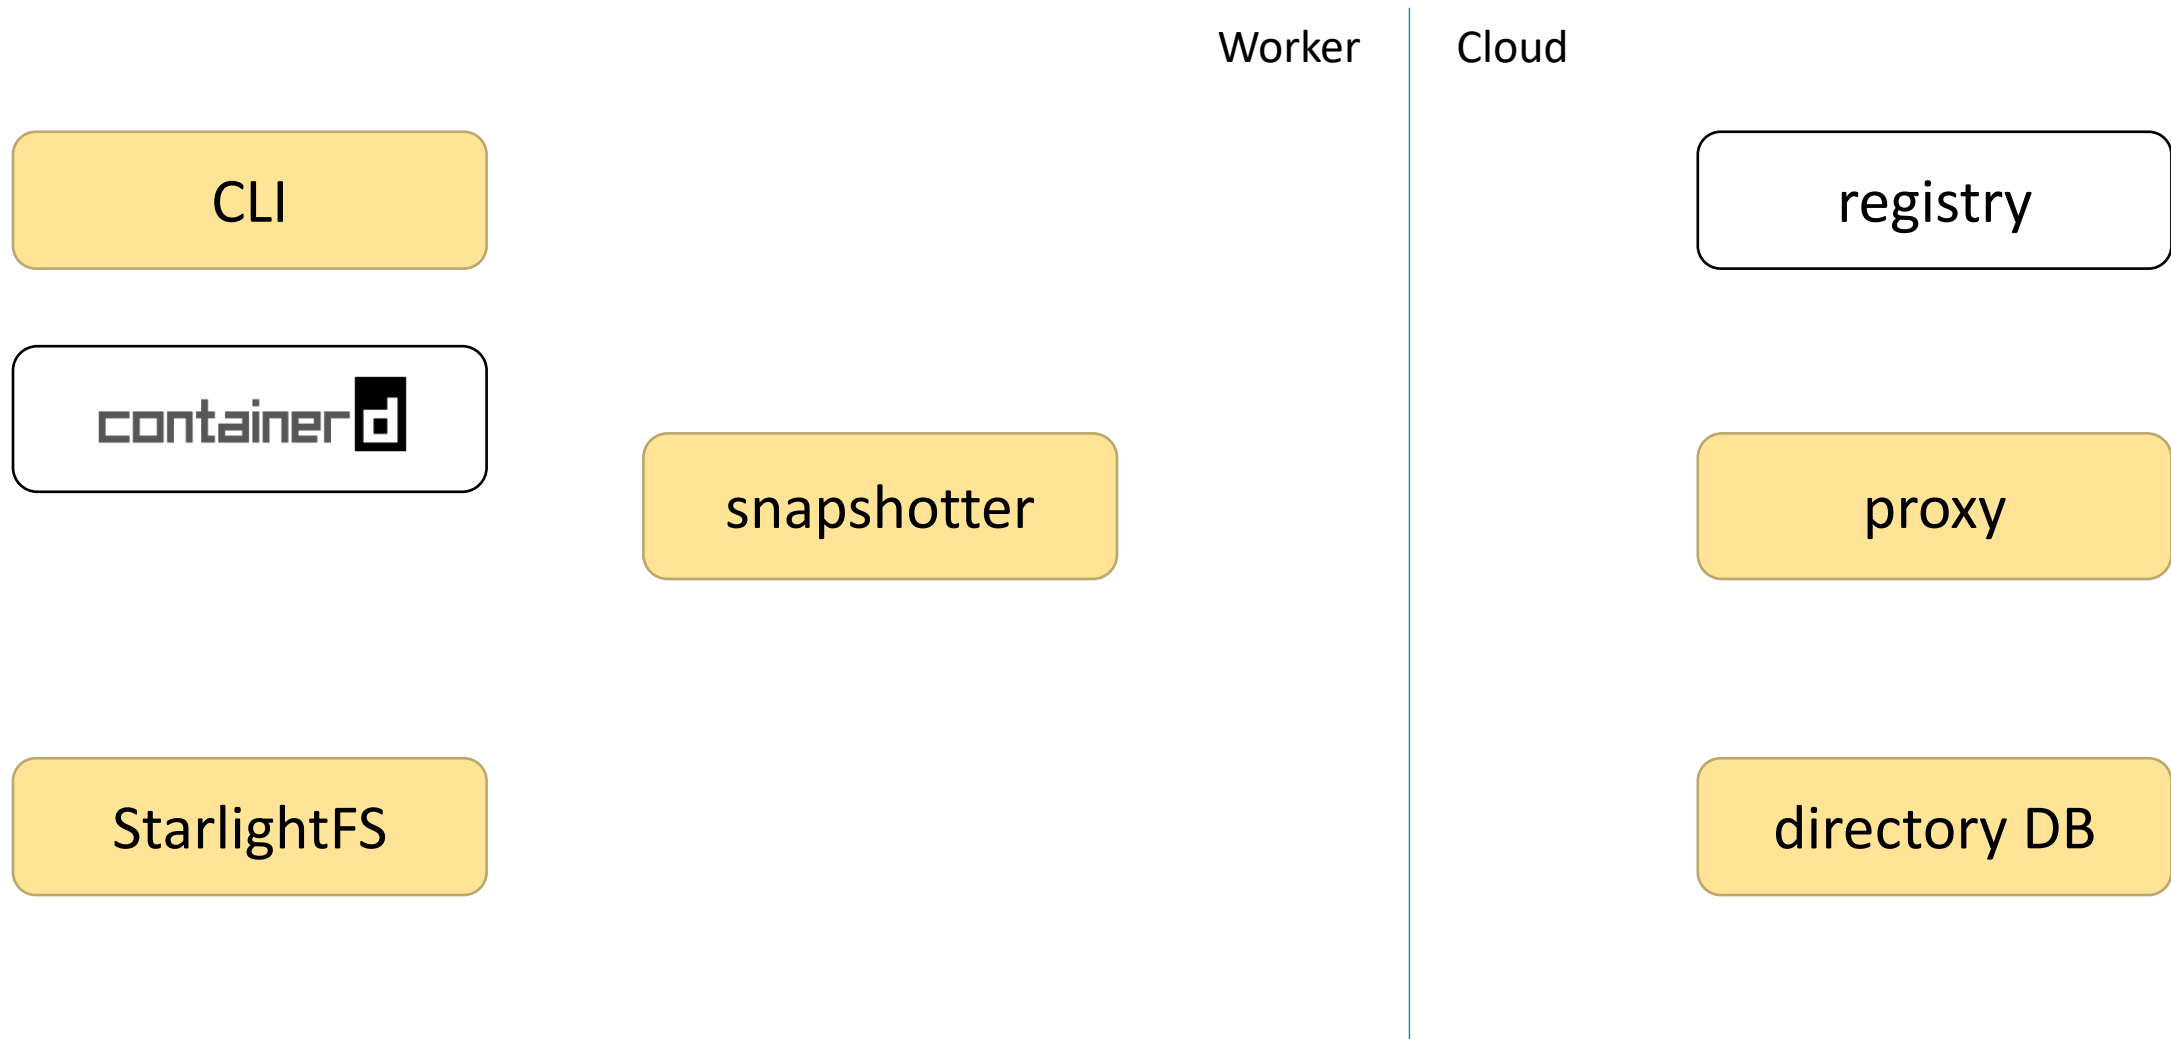 Worker
Cloud
CLI
registry
containerd
snapshotter
proxy
StarlightFS
directory DB